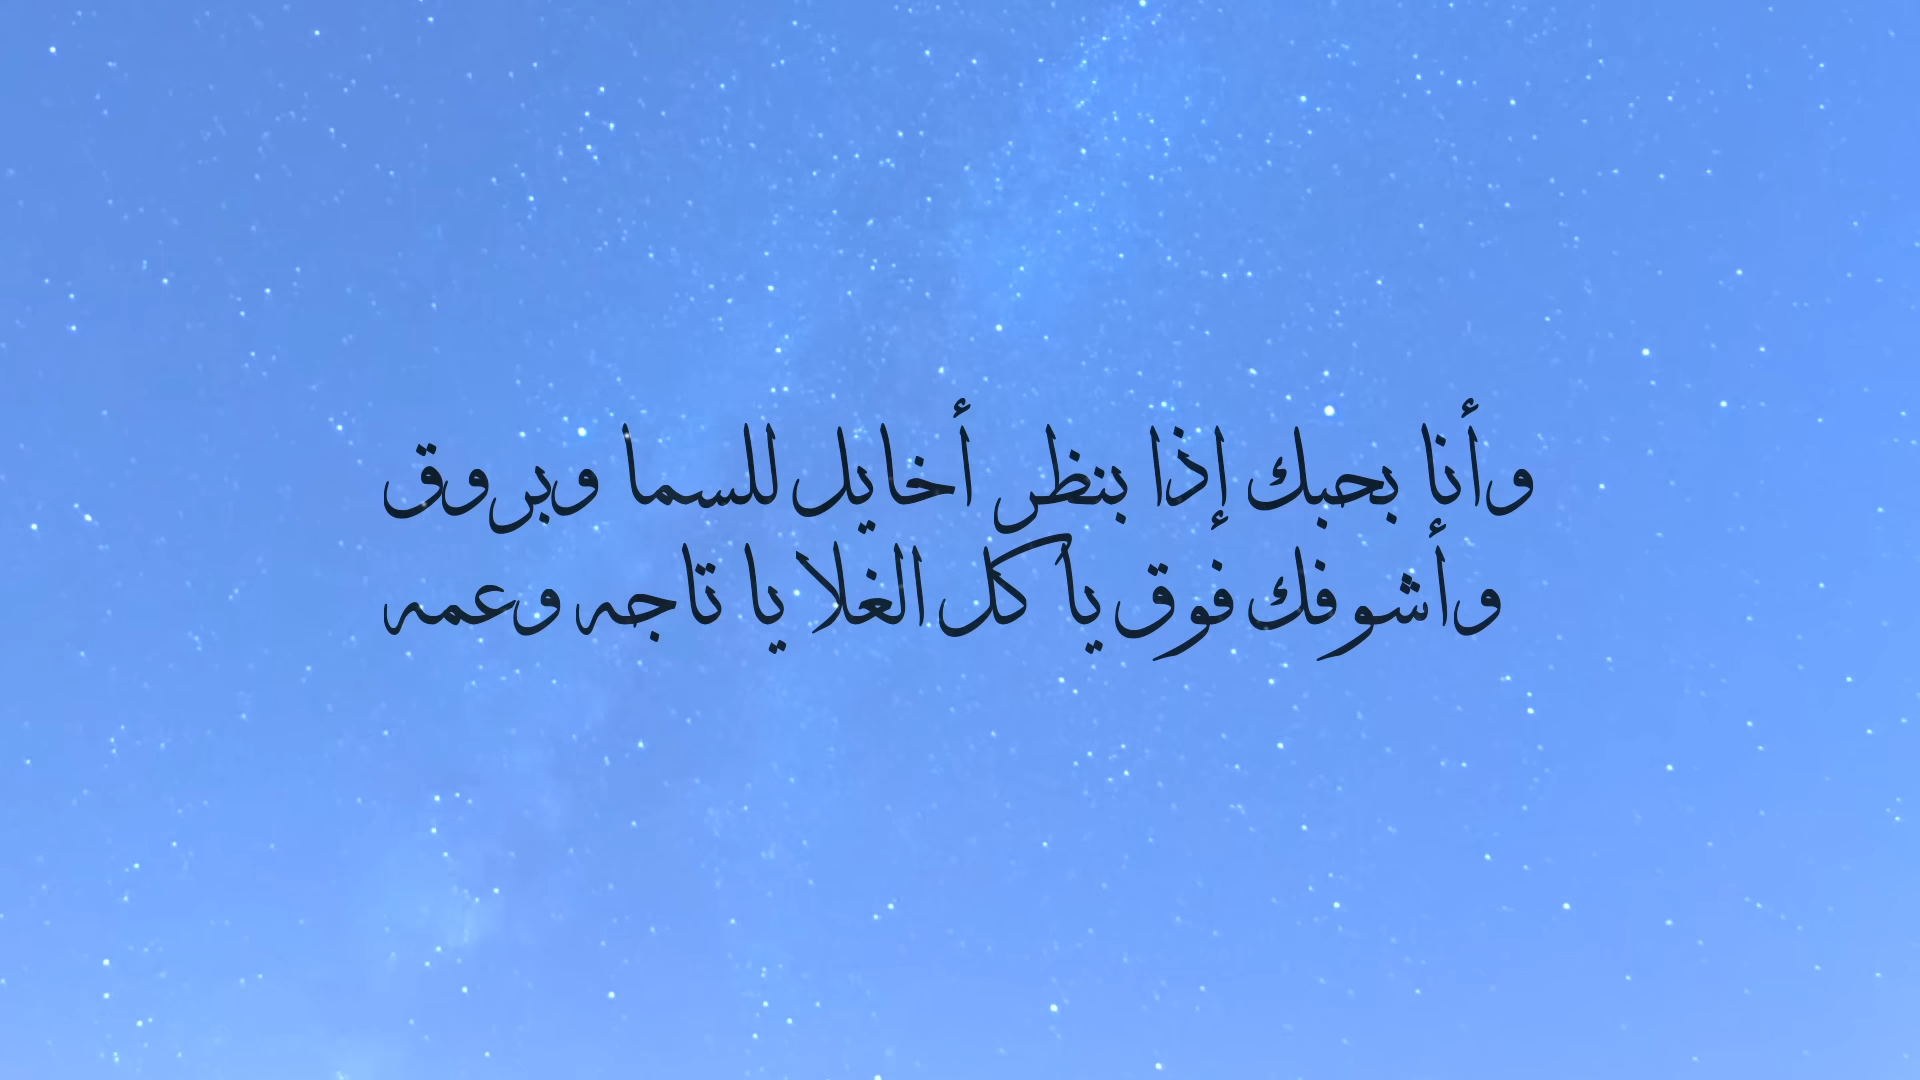 وأنا بحبك إذا بنظر أخايل للسما وبروق
وأشوفك فوق يا كل الغلا يا تاجه وعمه